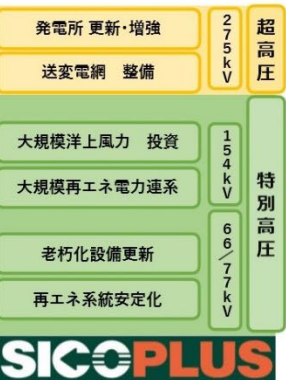 発電所 更新・増強
送変電網 整備
275kV
超高圧
大規模洋上風力 投資
大規模再エネ電力連系
154kV
老朽化設備更新
再エネ系統安定化
66/77kV
特別高圧
SICOPLUS